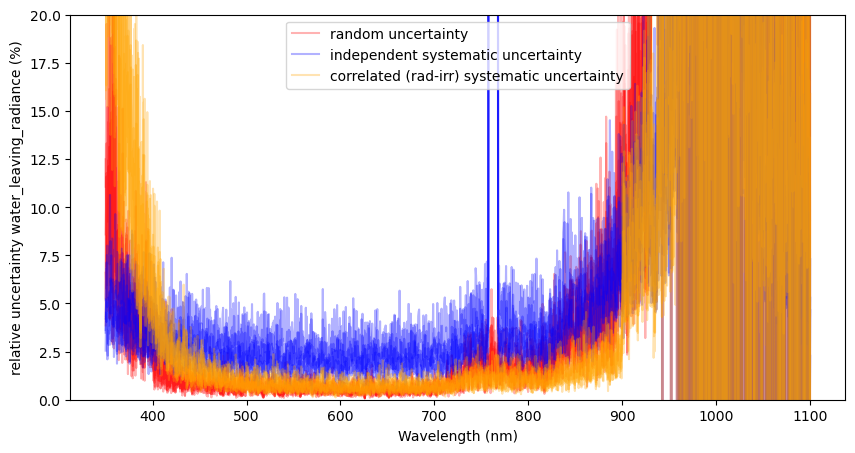 20.0
17.5
15.0
12.5
10.0
7.5
5.0
2.5
0.0
relative uncertainty water_leaving_radiance (%)
random uncertainty
independent systematic uncertainty
correlated (rad-irr) systematic uncertainty
400 500 600 700 800 900 1000 1100
Wavelength (nm)